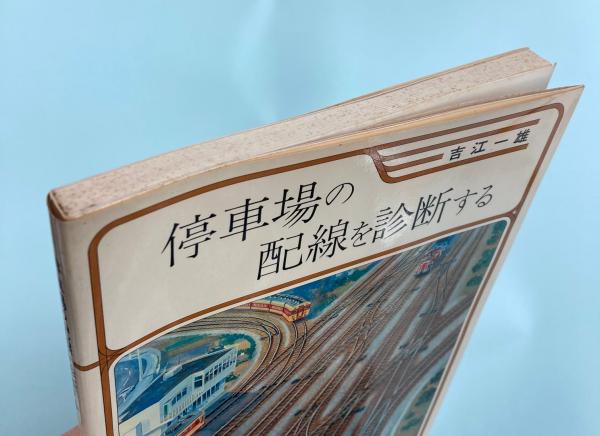 吉江一雄
停車場の
配線を診断する